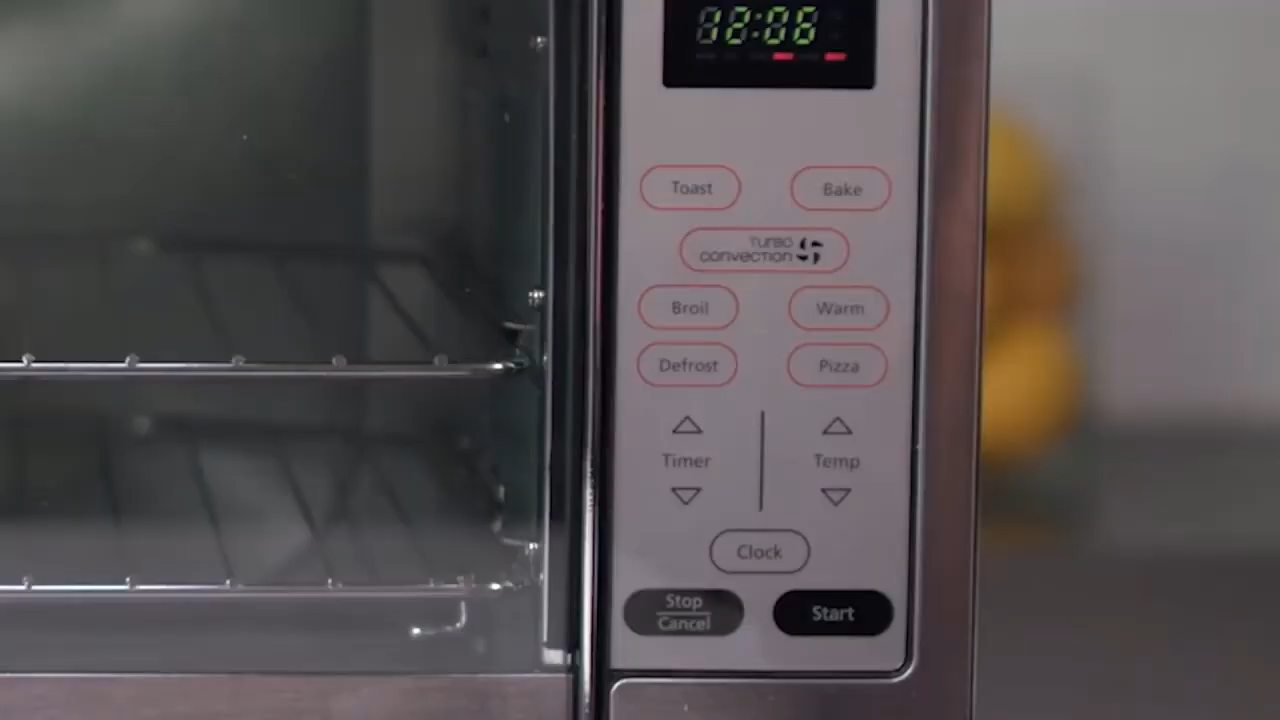 12:06
Toast
Bake
TURBO
CONVECTION
Broil
Warm
Defrost
Pizza
Timer
Temp
Clock
Stop
Cancel
Start